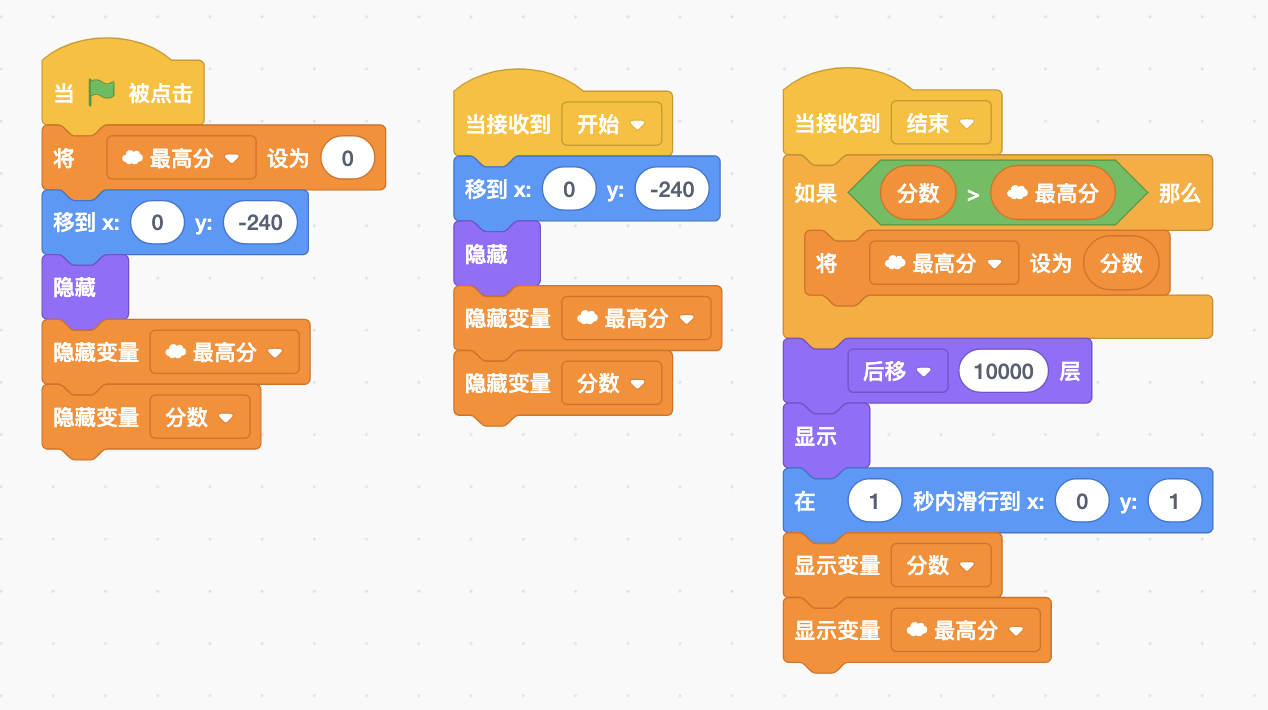 当 被点击
将 最高分 设为 0
移到 x: 0 y: -240
隐藏
隐藏变量 最高分
隐藏变量 分数
当接收到 开始
移到 x: 0 y: -240
隐藏
隐藏变量 最高分
隐藏变量 分数
当接收到 结束
如果 分数 > 最高分 那么
将 最高分 设为 分数
后移 10000 层
显示
在 1 秒内滑行到 x: 0 y: 1
显示变量 分数
显示变量 最高分